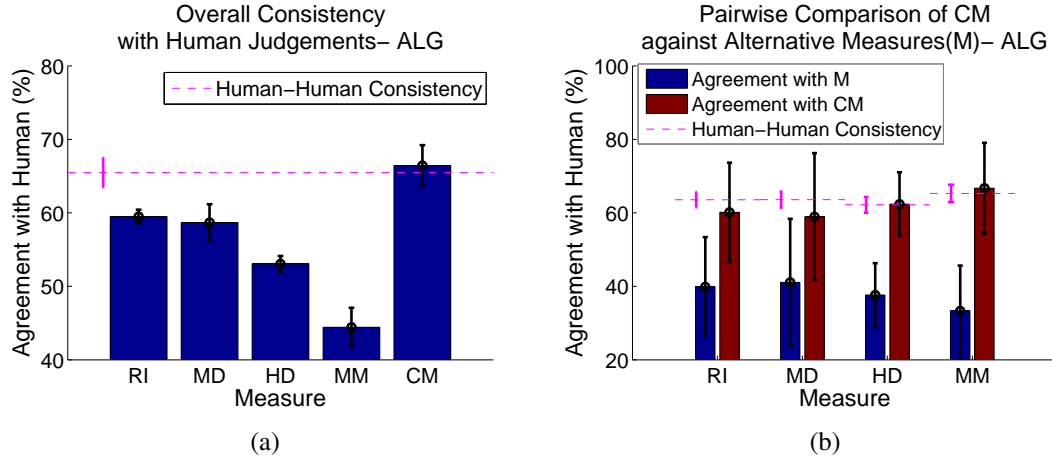 Overall Consistency
with Human Judgements− ALG
Human−Human Consistency
Agreement with Human (%)
80
70
60
50
40
RI MD HD MM CM
Measure
(a)
Pairwise Comparison of CM
against Alternative Measures(M)− ALG
Agreement with M
Agreement with CM
Human−Human Consistency
Agreement with Human (%)
100
80
60
40
20
RI MD HD MM
Measure
(b)